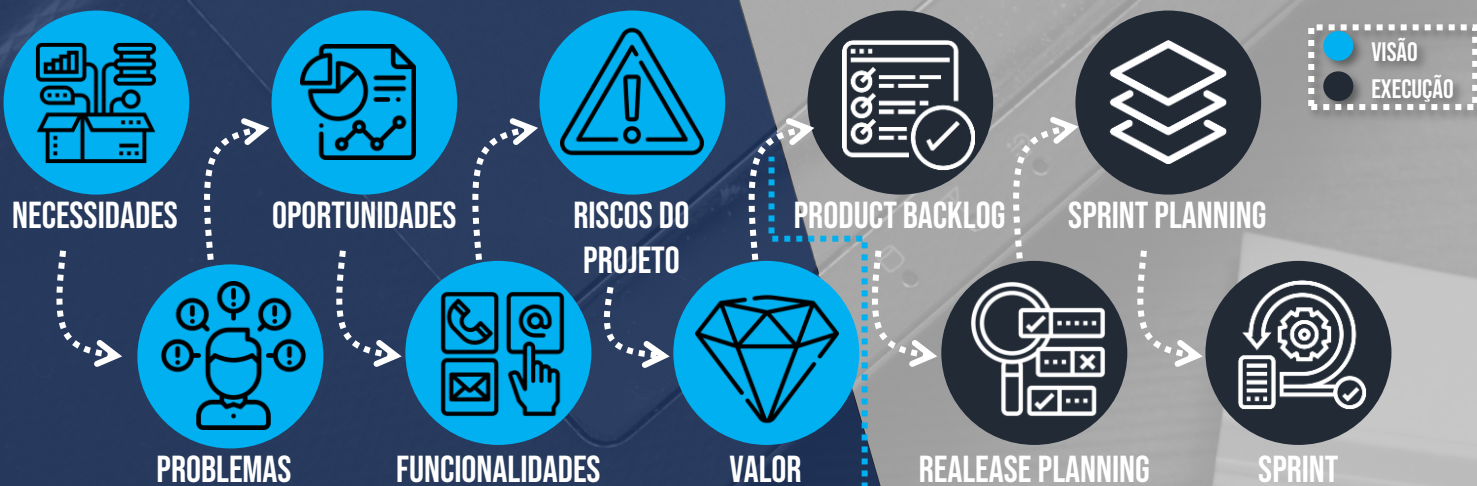 VISÃO
EXECUÇÃO
NECESSIDADES
OPORTUNIDADES
RISCOS DO
PROJETO
PRODUCT BACKLOG
SPRINT PLANNING
PROBLEMAS
FUNCIONALIDADES
VALOR
REALEASE PLANNING
SPRINT